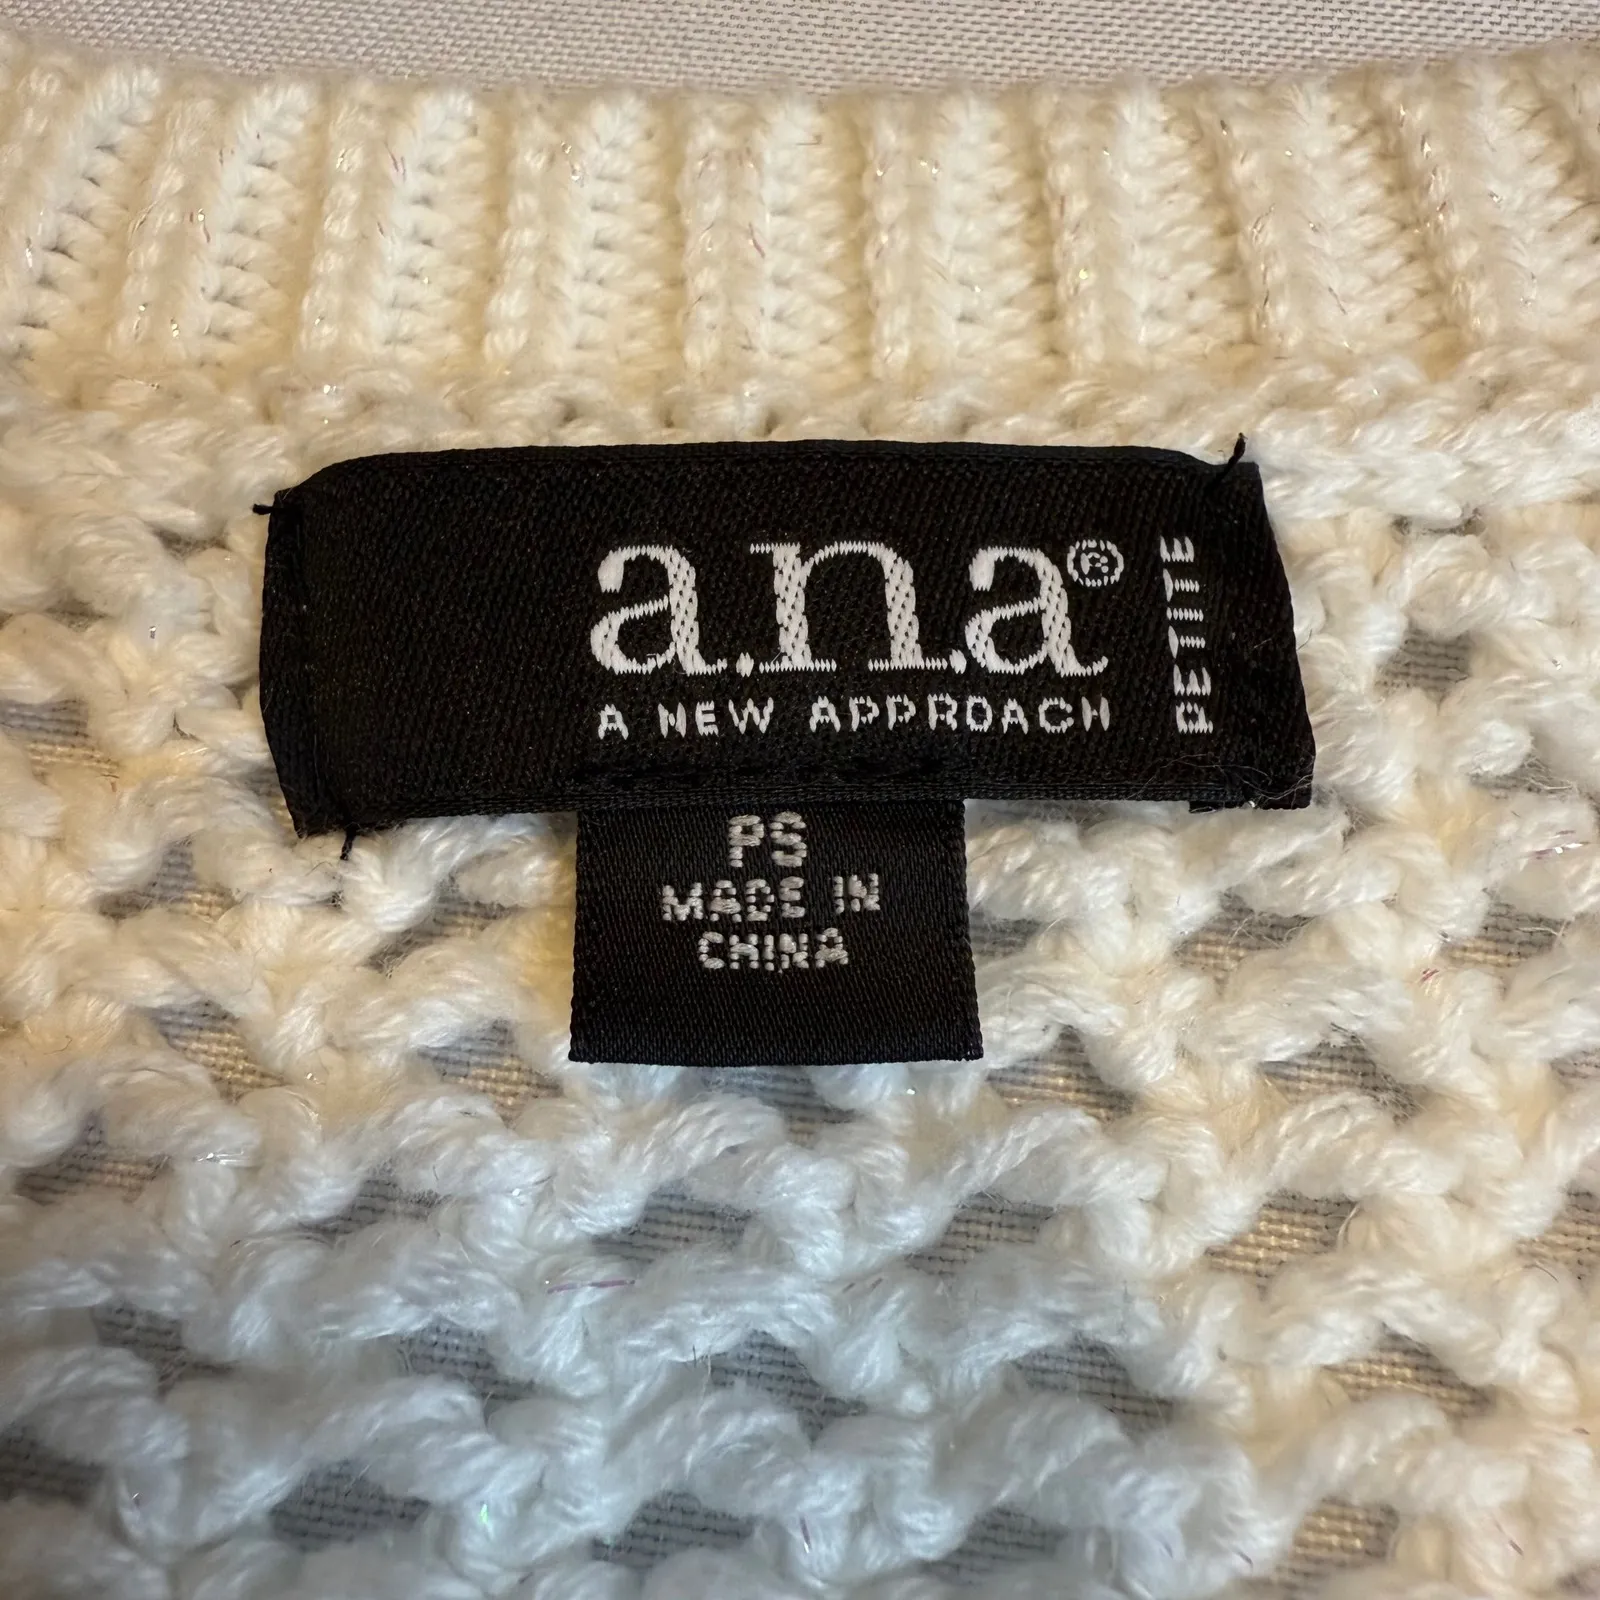 a.n.a®
A NEW APPROACH
PETITE
PS
MADE IN
CHINA